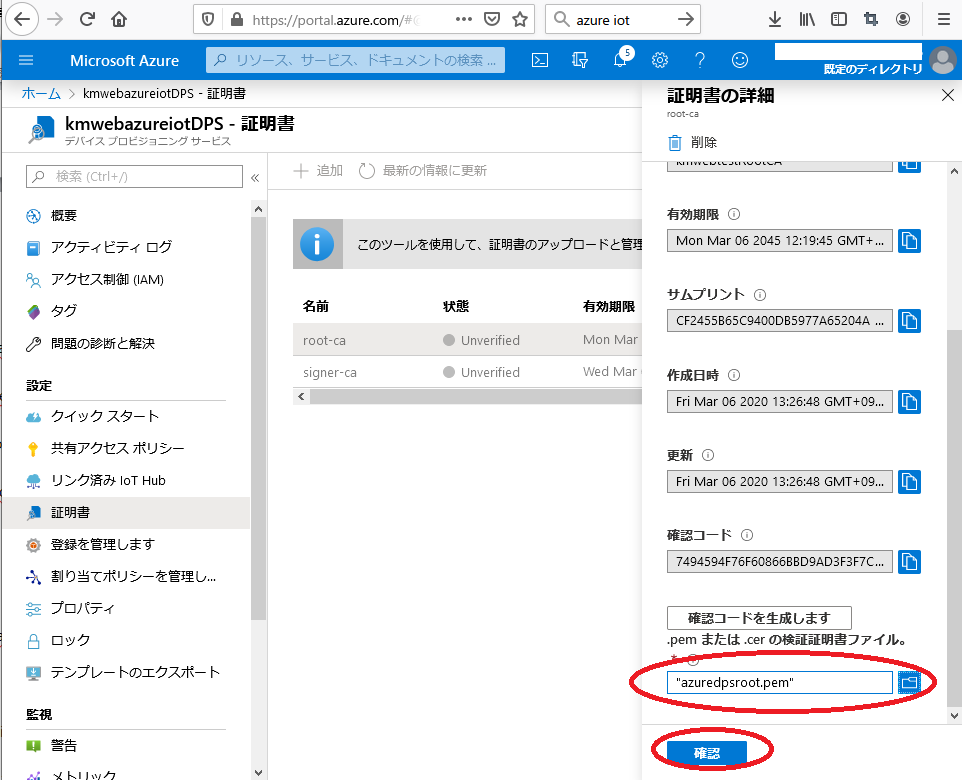 https://portal.azure.com/#
azure iot
Microsoft Azure
リソース、サービス、ドキュメントの検索 ...
5
既定のディレクトリ
ホーム > kmwebazureiotDPS - 証明書
kmwebazureiotDPS - 証明書
デバイス プロビジョニング サービス
検索 (Ctrl+/)
概要
アクティビティ ログ
アクセス制御 (IAM)
タグ
問題の診断と解決
設定
クイック スタート
共有アクセス ポリシー
リンク済み IoT Hub
証明書
登録を管理します
割り当てポリシーを管理し...
プロパティ
ロック
テンプレートのエクスポート
監視
警告
メトリック
追加 最新の情報に更新
このツールを使用して、証明書のアップロードと管理
名前 状態 有効期限
root-ca Unverified Mon Mar
signer-ca Unverified Wed Mar
証明書の詳細
root-ca
削除
kmwebtestRootCA
有効期限
Mon Mar 06 2045 12:19:45 GMT+...
サムプリント
CF2455B65C9400DB5977A65204A ...
作成日時
Fri Mar 06 2020 13:26:48 GMT+09...
更新
Fri Mar 06 2020 13:26:48 GMT+09...
確認コード
7494594F76F60866BBD9AD3F3F7C...
確認コードを生成します
.pem または .cer の検証証明書ファイル。
*
"azuredpsroot.pem"
確認